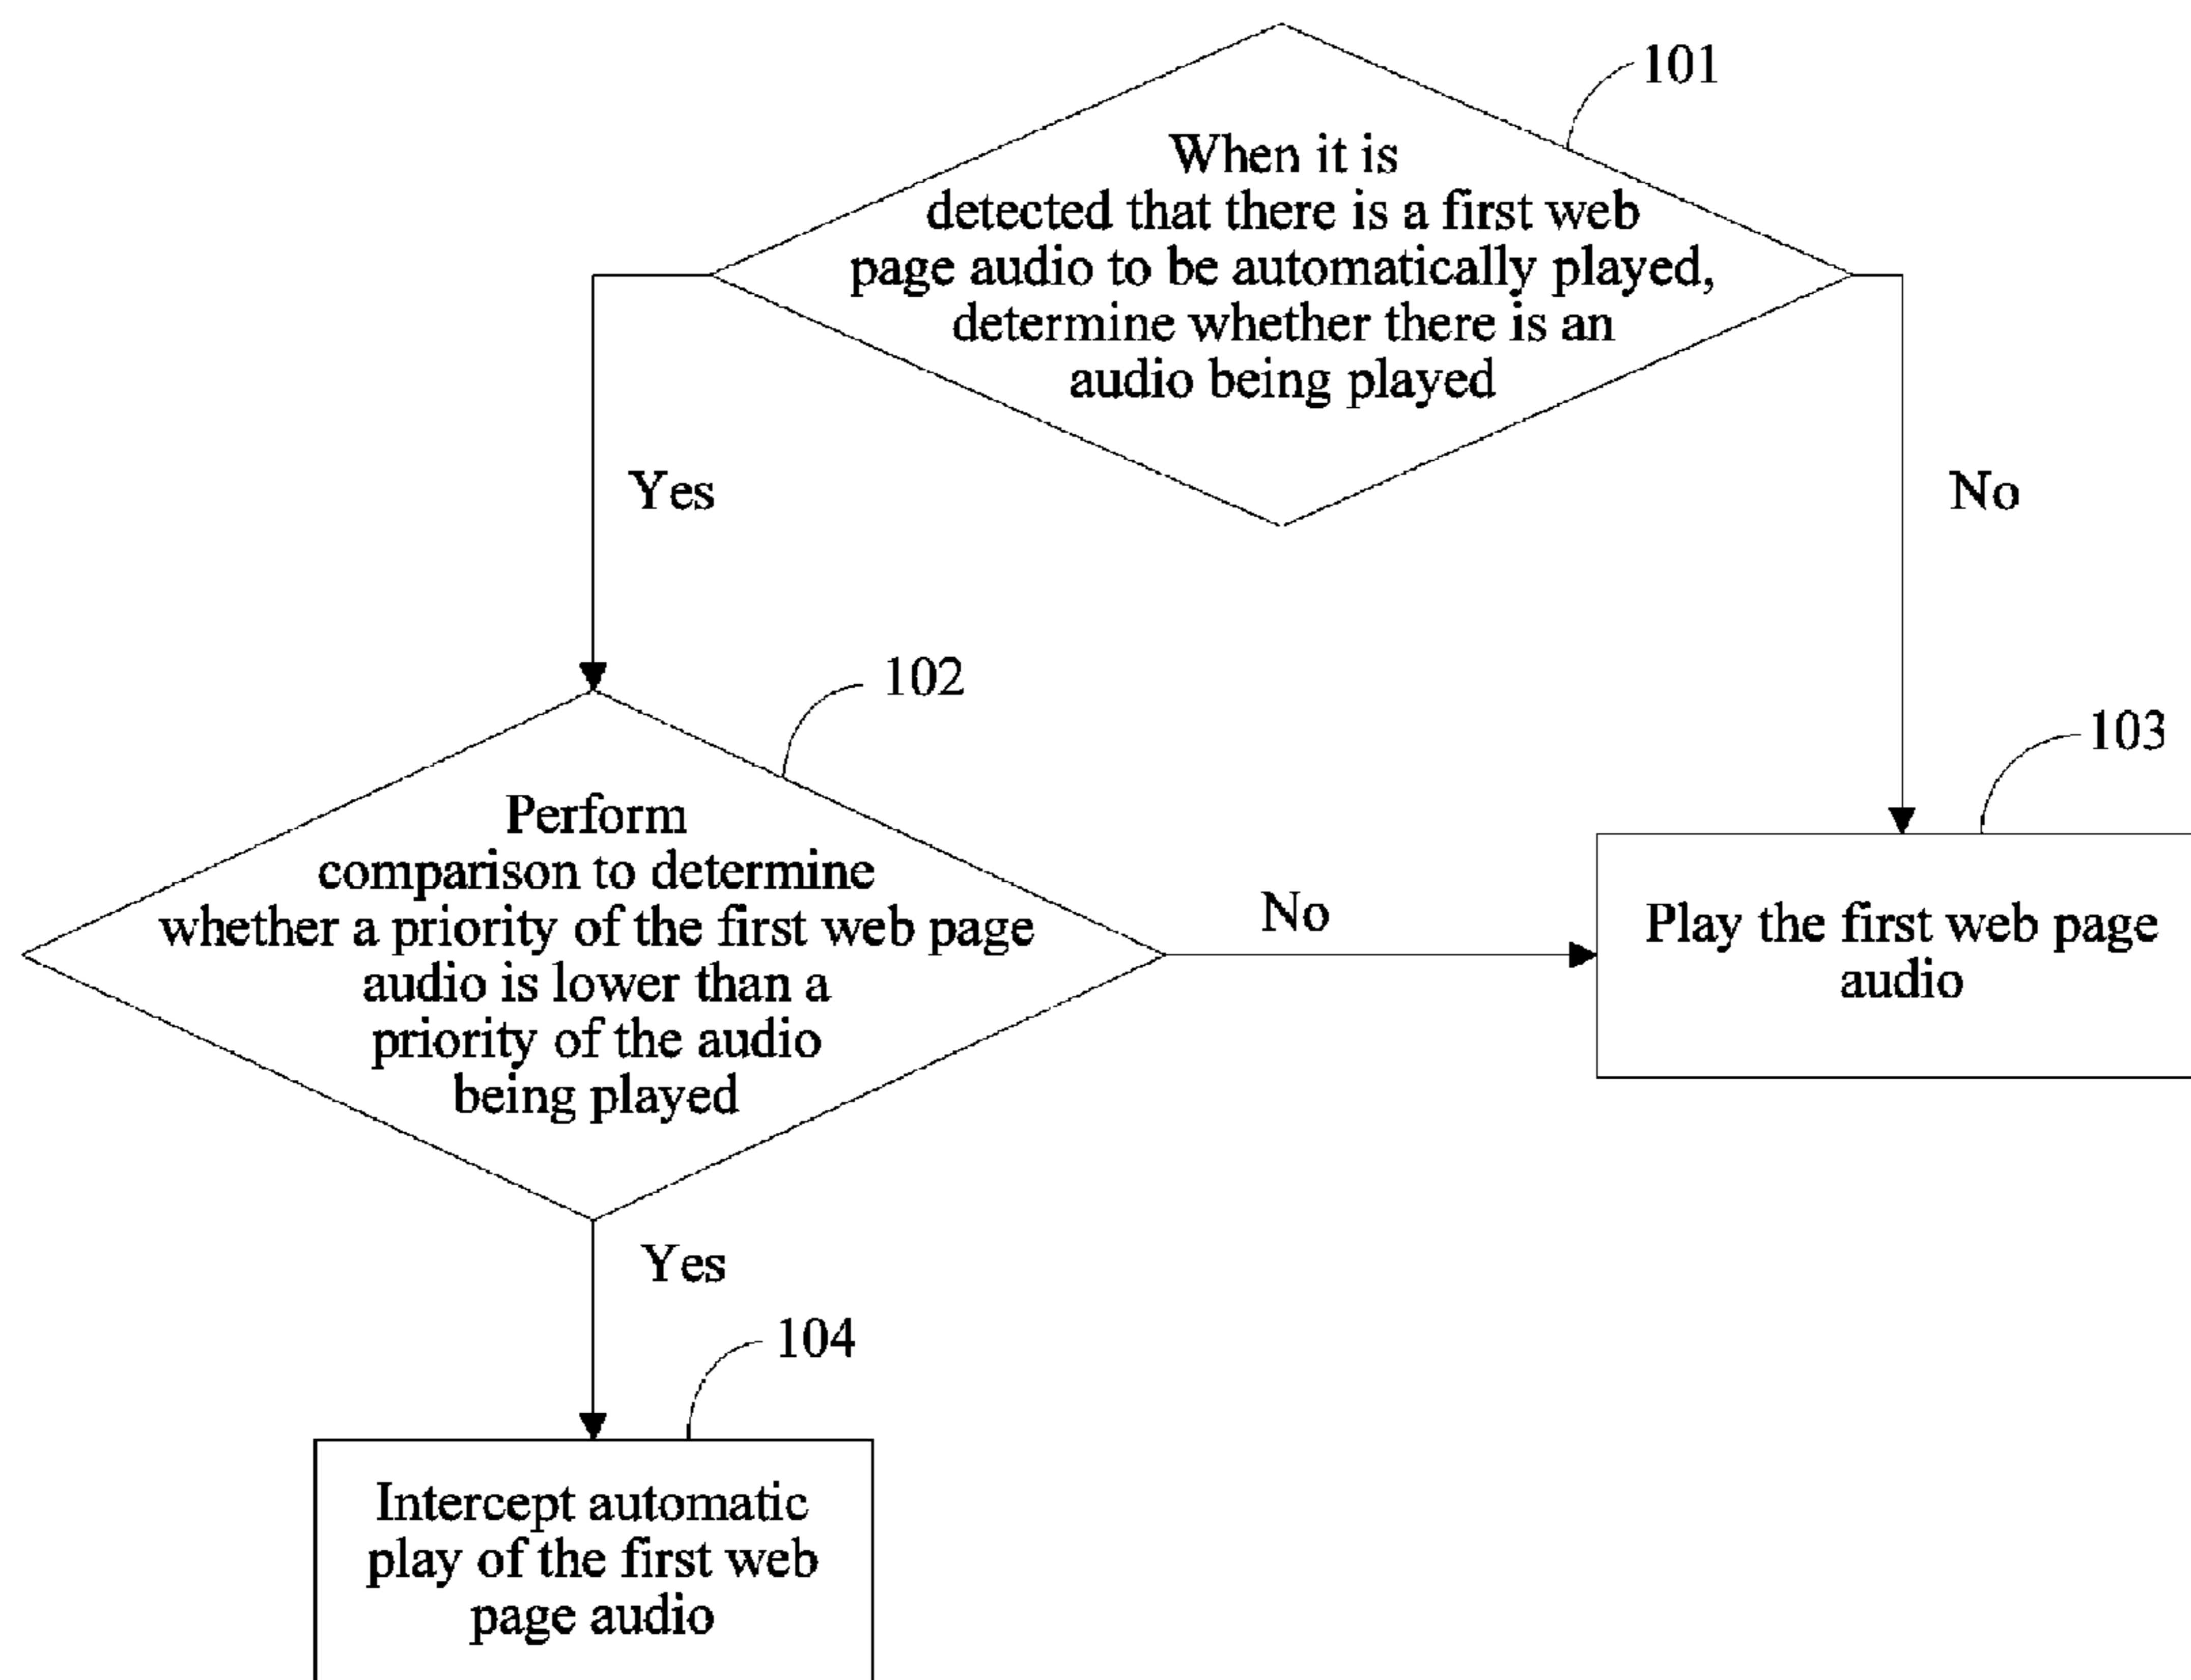 101
When it is
detected that there is a first web
page audio to be automatically played,
determine whether there is an
audio being played
Yes
No
102
Perform
comparison to determine
whether a priority of the first web page
audio is lower than a
priority of the audio
being played
No
103
Play the first web page
audio
Yes
104
Intercept automatic
play of the first web
page audio